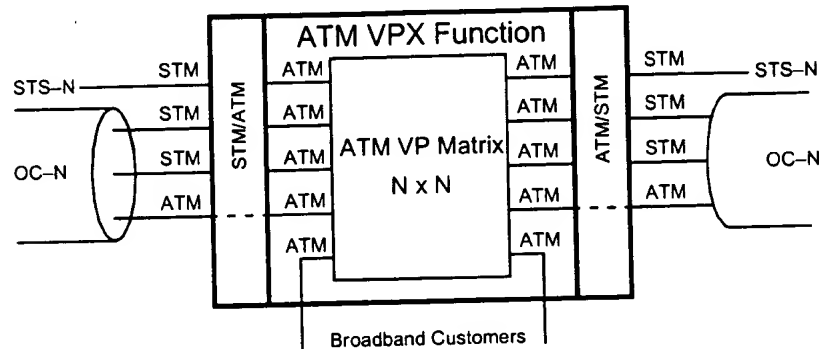 ATM VPX Function
STM ATM ATM STM
STS–N STS–N
STM ATM ATM STM
STM/ATM ATM/STM
OC–N STM ATM ATM VP Matrix ATM STM OC–N
N x N
ATM ATM ATM ATM
ATM ATM
Broadband Customers